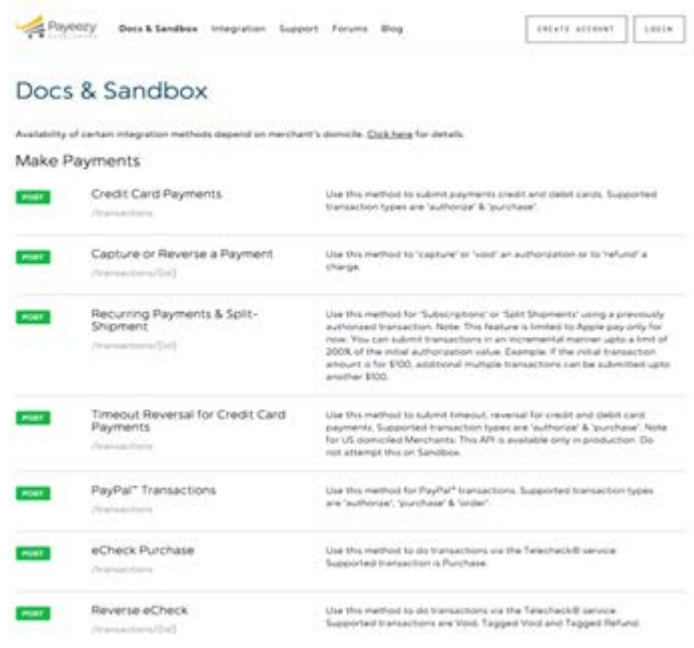 Payeezy
DEVELOPERS
Docs & Sandbox
Integration
Support
Forums
Blog
CREATE ACCOUNT
LOGIN
Docs & Sandbox
Availability of certain integration methods depend on merchant's domicile. Click here for details.
Make Payments
POST
Credit Card Payments
/transactions
Use this method to submit payments credit and debit cards. Supported
transaction types are 'authorize' & 'purchase'.
POST
Capture or Reverse a Payment
/transactions/{id}
Use this method to 'capture' or 'void' an authorization or to 'refund' a
charge.
POST
Recurring Payments & Split-
Shipment
/transactions/{id}
Use this method for 'Subscriptions' or 'Split Shipments' using a previously
authorized transaction. Note: This feature is limited to Apple pay only for
now. You can submit transactions in an incremental manner upto a limit of
200% of the initial authorization value. Example: if the initial transaction
amount is for $100, additional multiple transactions can be submitted upto
another $100.
POST
Timeout Reversal for Credit Card
Payments
/transactions
Use this method to submit timeout, reversal for credit and debit card
payments. Supported transaction types are 'authorize' & 'purchase'. Note
for US domiciled Merchants: This API is available only in production. Do
not attempt this on Sandbox.
POST
PayPal™ Transactions
/transactions
Use this method for PayPal™ transactions. Supported transaction types
are 'authorize', 'purchase' & 'order'.
POST
eCheck Purchase
/transactions
Use this method to do transactions via the Telecheck® service.
Supported transaction is Purchase.
POST
Reverse eCheck
/transactions/{id}
Use this method to do transactions via the Telecheck® service.
Supported transactions are Void, Tagged Void and Tagged Refund.